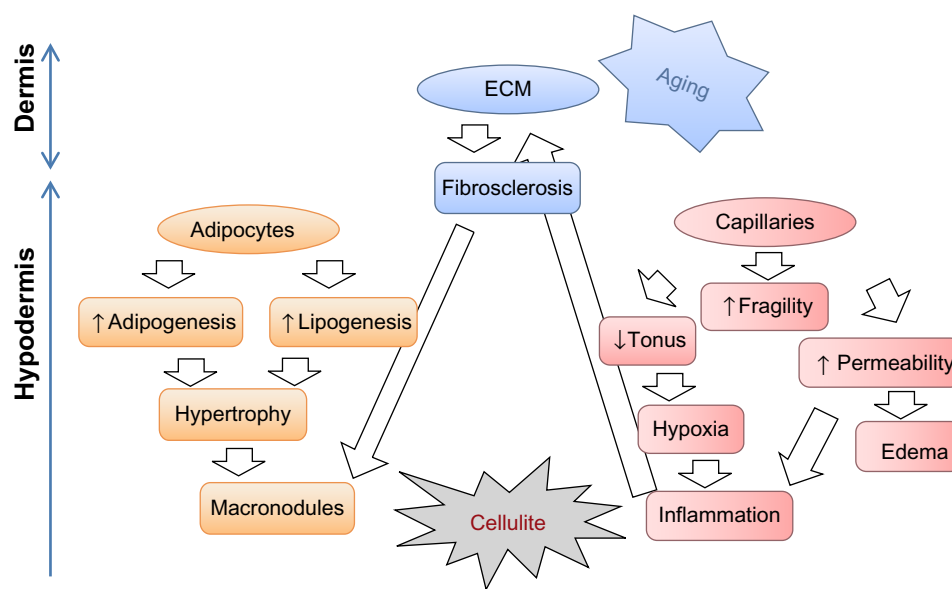 Dermis
Hypodermis
ECM
Aging
Fibrosclerosis
Adipocytes
Capillaries
↑ Adipogenesis
↑ Lipogenesis
↑ Fragility
↓ Tonus
↑ Permeability
Hypertrophy
Hypoxia
Edema
Macronodules
Cellulite
Inflammation